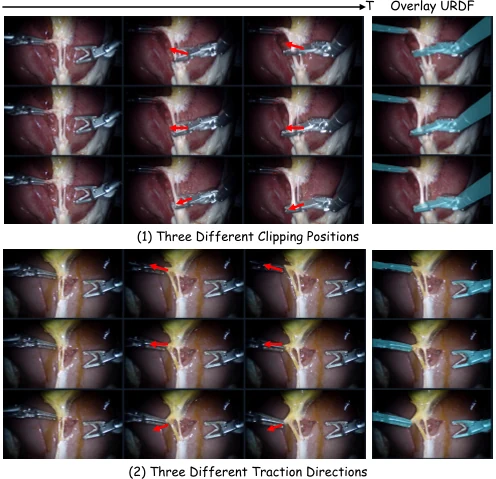 T Overlay URDF
(1) Three Different Clipping Positions
(2) Three Different Traction Directions